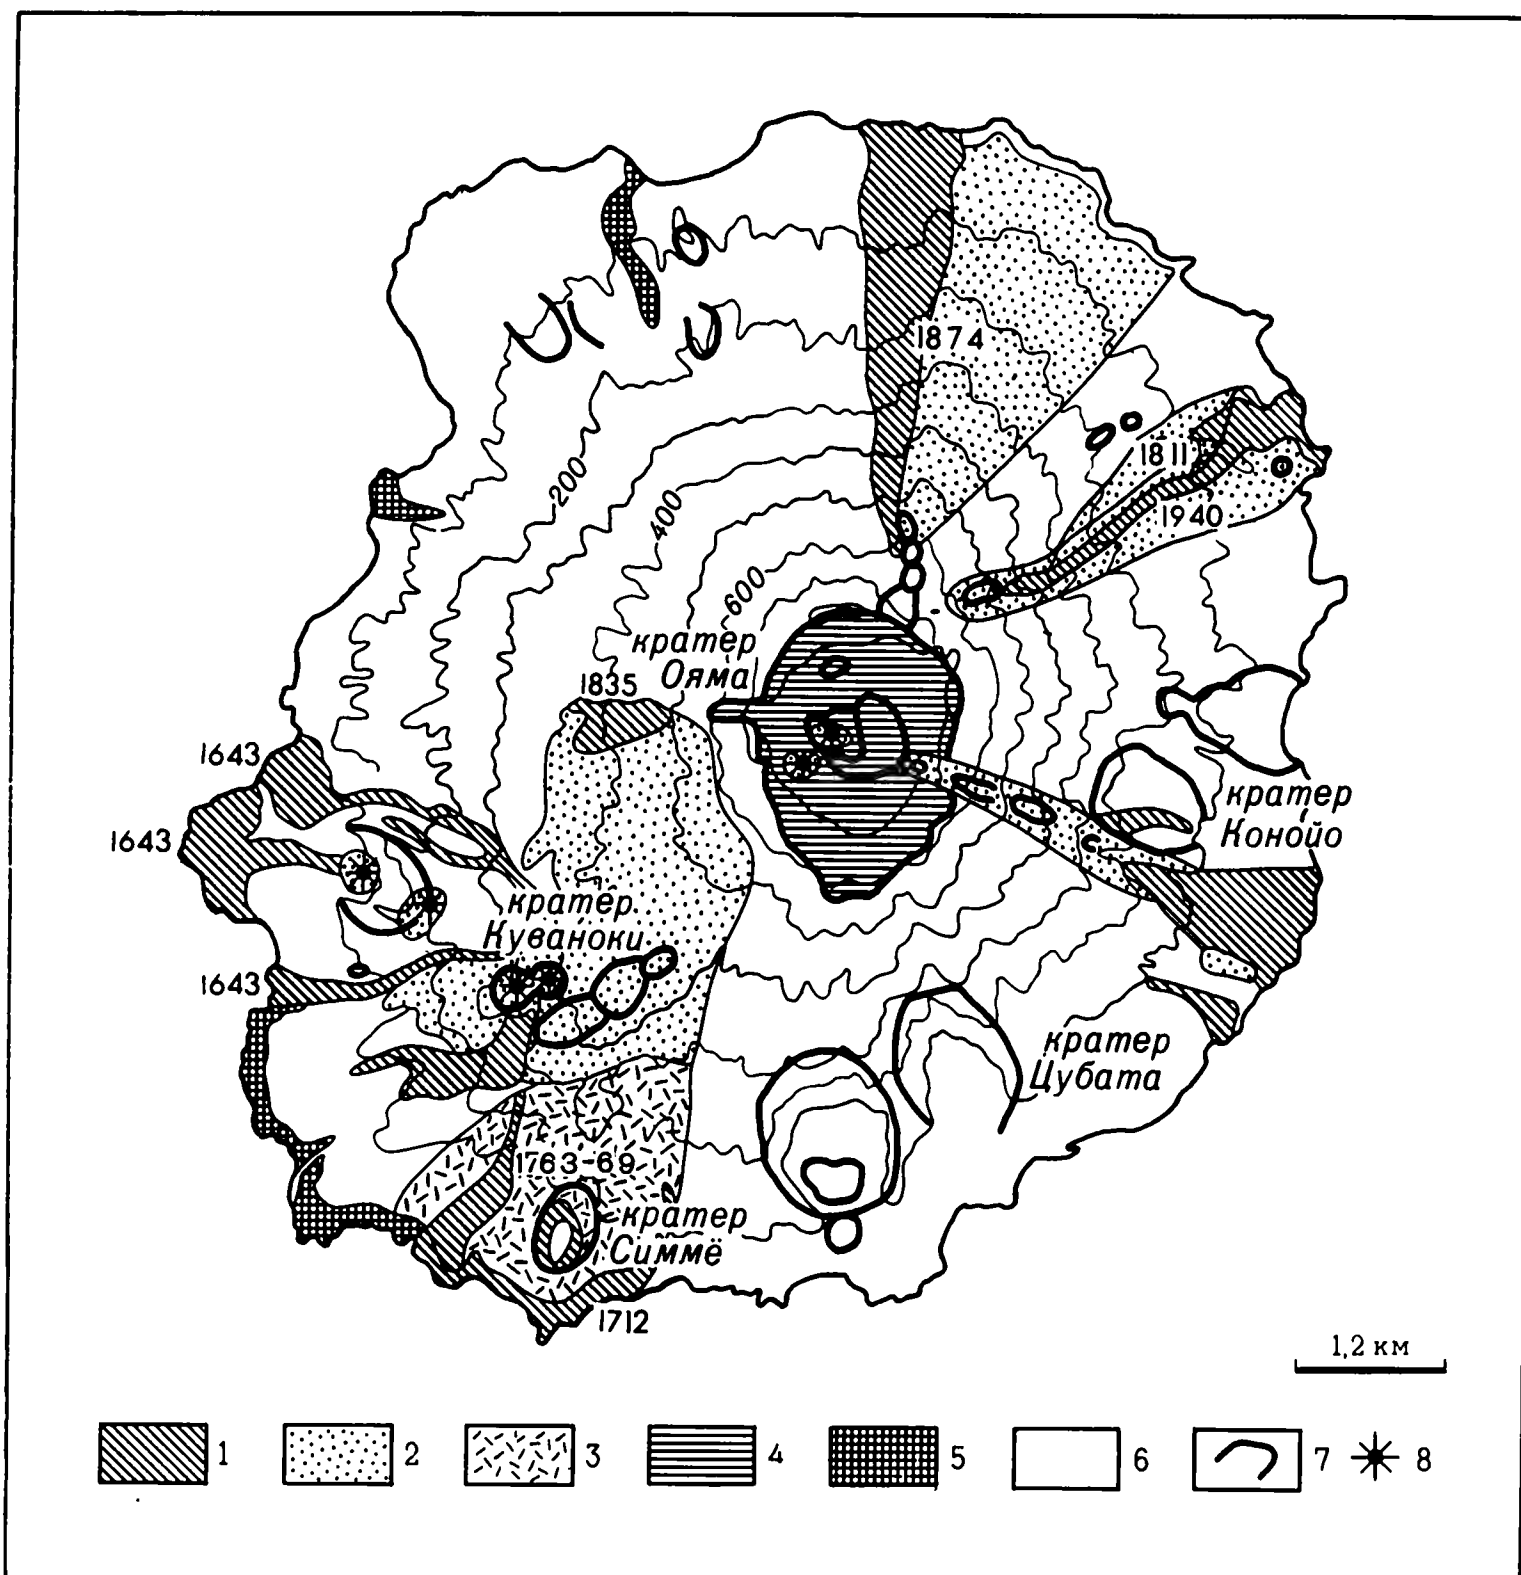 1874
1811
1940
200
400
600
кратер
Ояма
1835
1643
1643
кратер
Конойо
кратер
Куваноки
1643
кратер
Цубата
1763-69
кратер
Симмё
1712
1,2 км
1 2 3 4 5 6 7 8